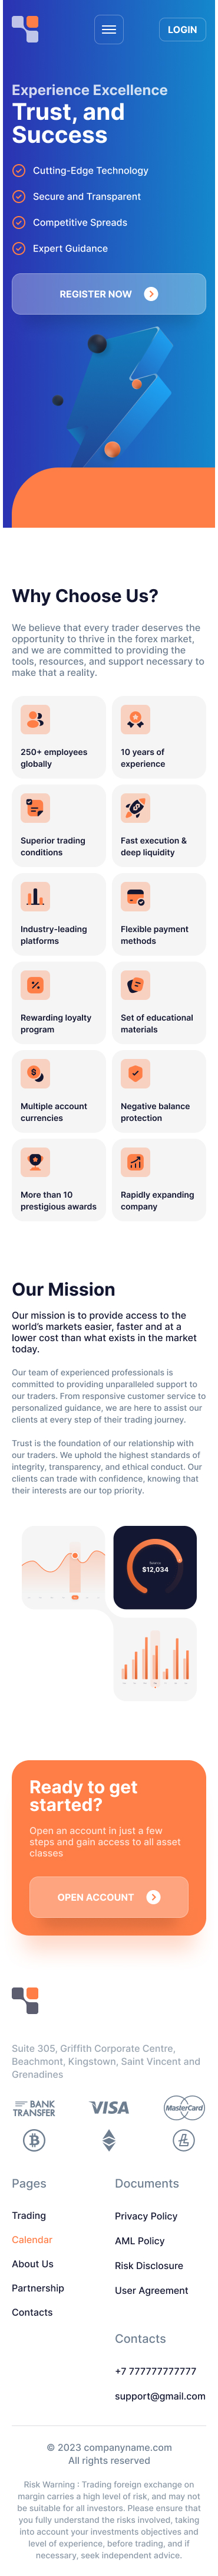 LOGIN
Experience Excellence
Trust, and
Success
Cutting-Edge Technology
Secure and Transparent
Competitive Spreads
Expert Guidance
REGISTER NOW
Why Choose Us?
We believe that every trader deserves the
opportunity to thrive in the forex market,
and we are committed to providing the
tools, resources, and support necessary to
make that a reality.
250+ employees
globally
10 years of
experience
Superior trading
conditions
Fast execution &
deep liquidity
Industry-leading
platforms
Flexible payment
methods
Rewarding loyalty
program
Set of educational
materials
Multiple account
currencies
Negative balance
protection
More than 10
prestigious awards
Rapidly expanding
company
Our Mission
Our mission is to provide access to the
world's markets easier, faster and at a
lower cost than what exists in the market
today.
Our team of experienced professionals is
committed to providing unparalleled support to
our traders. From responsive customer service to
personalized guidance, we are here to assist our
clients at every step of their trading journey.
Trust is the foundation of our relationship with
our traders. We uphold the highest standards of
integrity, transparency, and ethical conduct. Our
clients can trade with confidence, knowing that
their interests are our top priority.
$12,034
Ready to get
started?
Open an account in just a few
steps and gain access to all asset
classes
OPEN ACCOUNT
Suite 305, Griffith Corporate Centre,
Beachmont, Kingstown, Saint Vincent and
Grenadines
BANK
TRANSFER
VISA
MasterCard
Pages
Trading
Calendar
About Us
Partnership
Contacts
Documents
Privacy Policy
AML Policy
Risk Disclosure
User Agreement
Contacts
+7 777777777777
support@gmail.com
© 2023 companyname.com
All rights reserved
Risk Warning : Trading foreign exchange on
margin carries a high level of risk, and may not
be suitable for all investors. Please ensure that
you fully understand the risks involved, taking
into account your investments objectives and
level of experience, before trading, and if
necessary, seek independent advice.